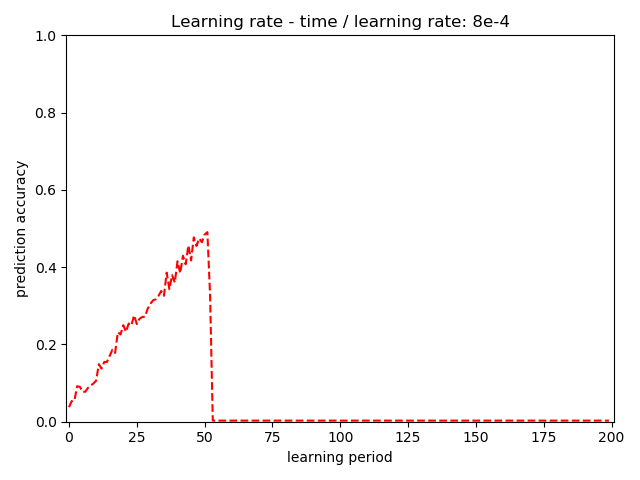 Learning rate - time / learning rate: 8e-4
1.0
0.8
0.6
0.4
0.2
0.0
prediction accuracy
0 25 50 75 100 125 150 175 200
learning period